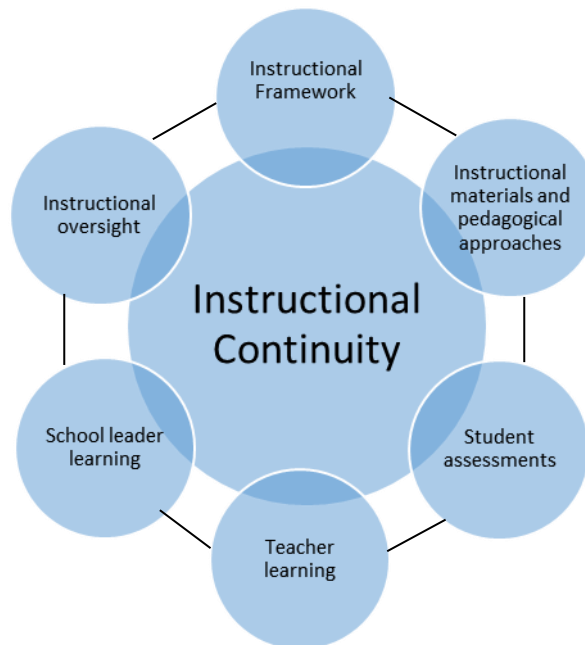 Instructional
Framework
Instructional
oversight
Instructional
materials and
pedagogical
approaches
Instructional
Continuity
School leader
learning
Student
assessments
Teacher
learning